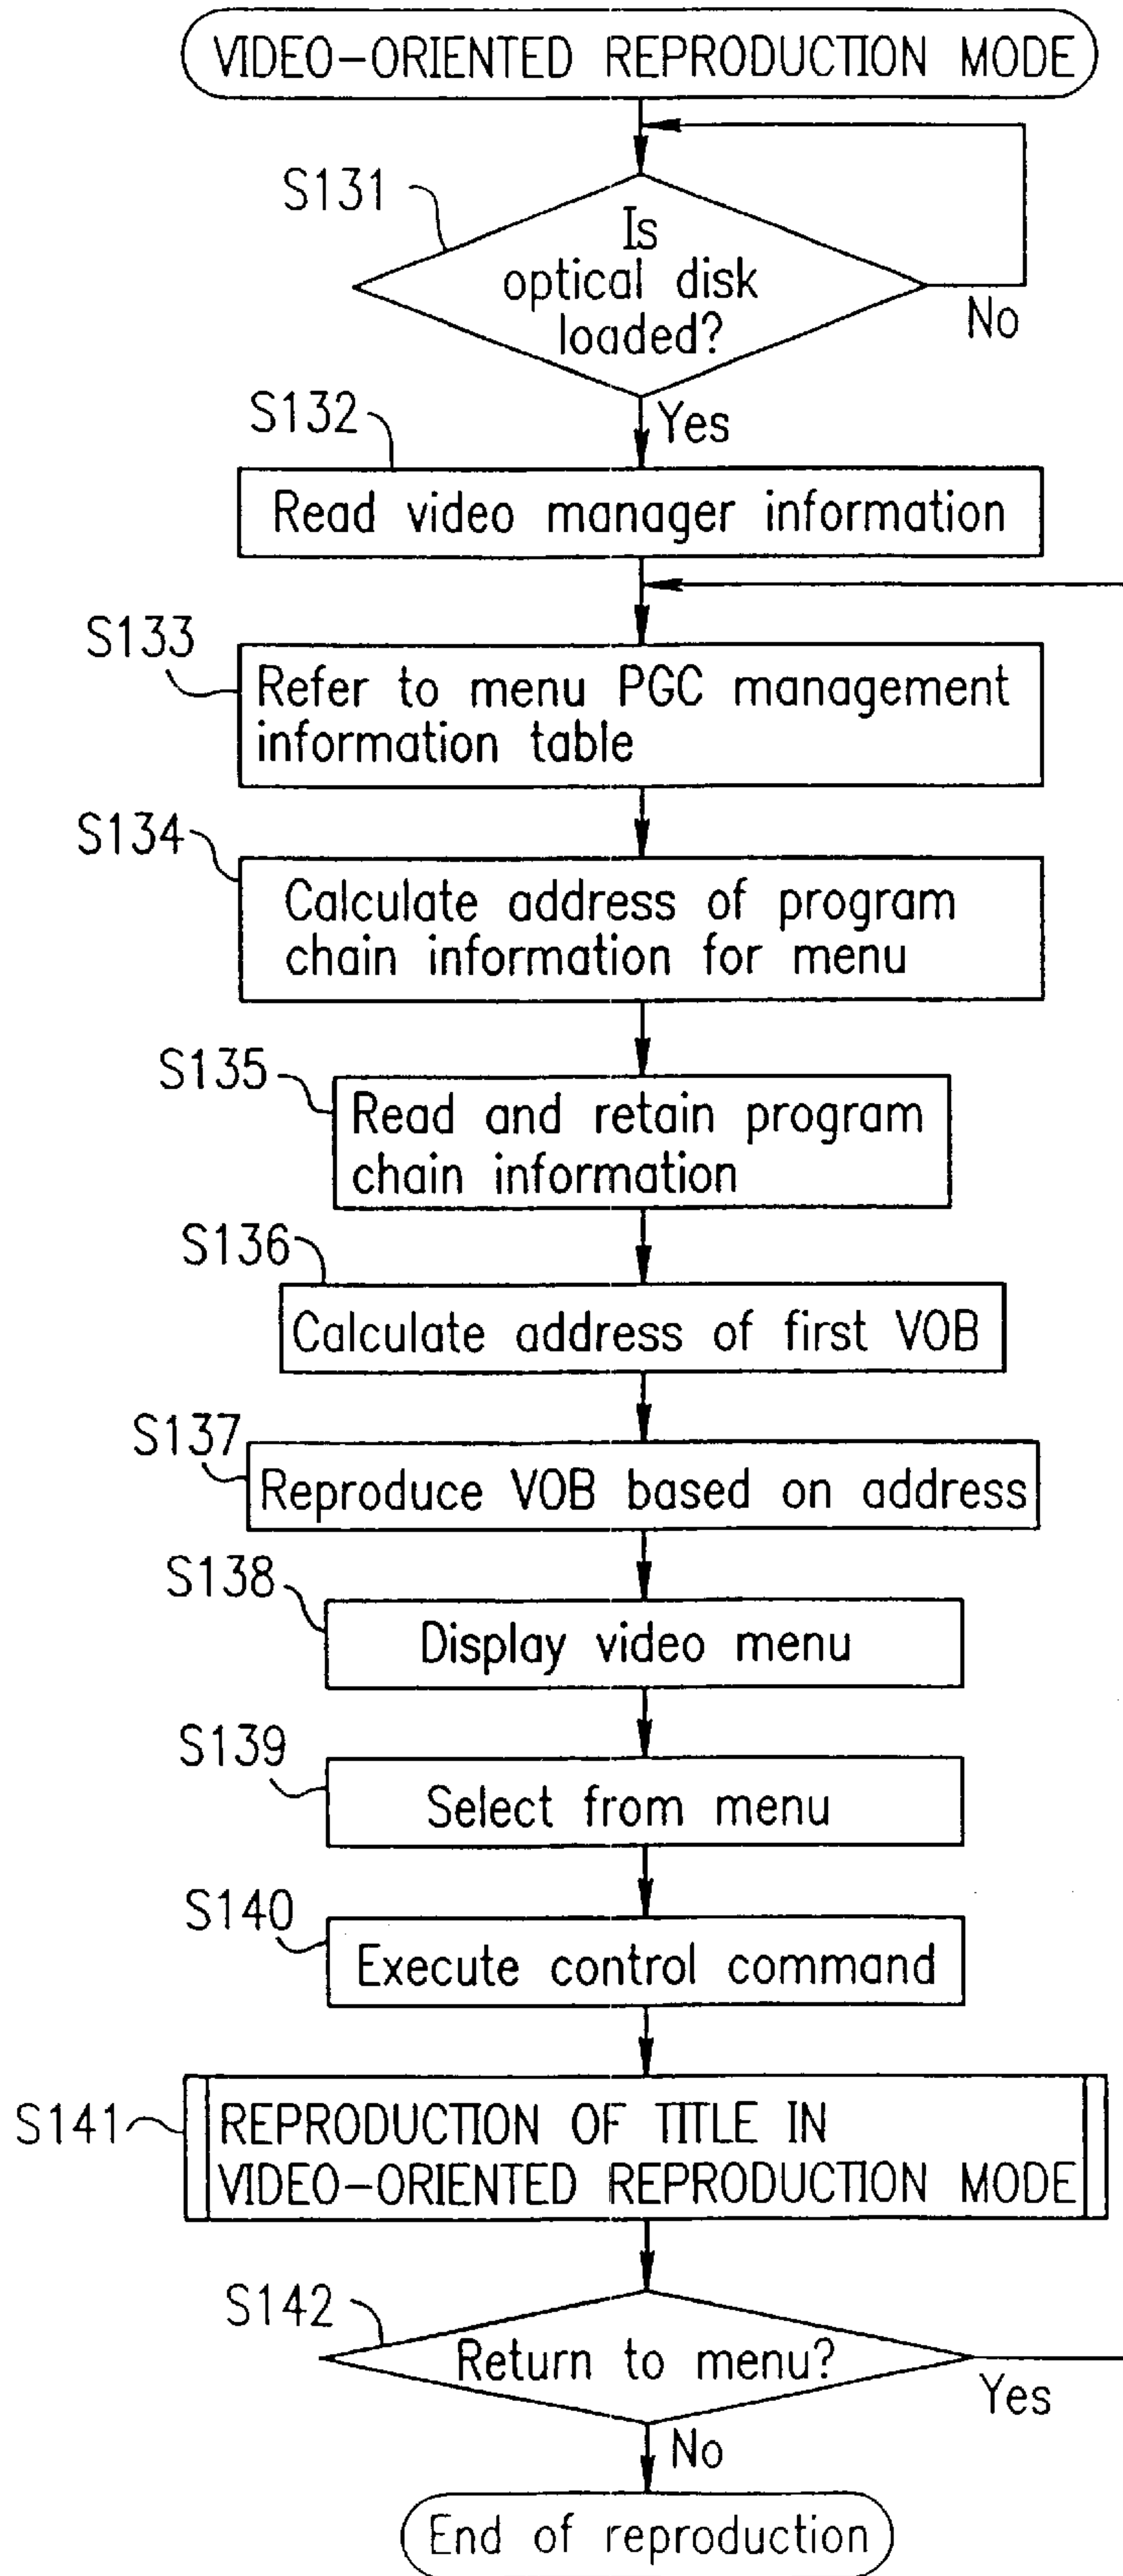 VIDEO-ORIENTED REPRODUCTION MODE
S131
Is
optical disk
loaded?
No
Yes
S132
Read video manager information
S133
Refer to menu PGC management
information table
S134
Calculate address of program
chain information for menu
S135
Read and retain program
chain information
S136
Calculate address of first VOB
S137
Reproduce VOB based on address
S138
Display video menu
S139
Select from menu
S140
Execute control command
S141
REPRODUCTION OF TITLE IN
VIDEO-ORIENTED REPRODUCTION MODE
S142
Return to menu?
Yes
No
End of reproduction